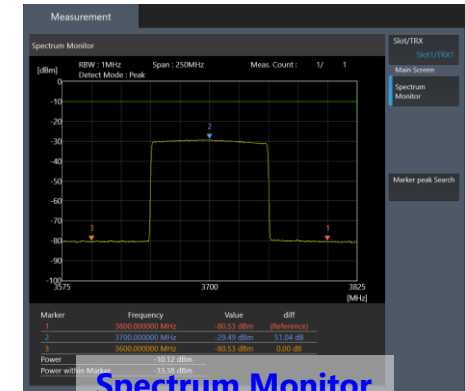 Measurement
Spectrum Monitor
RBW : 1MHz Span : 250MHz Meas. Count : 1/ 1
[dBm] Detect Mode : Peak
0
-10
-20
-30
-40
-50
-60
-70
-80
-90
-100
2
3
1
3575 3700 3825
[MHz]
Marker Frequency Value diff
1 3800.000000 MHz -80.53 dBm (Reference)
2 3700.000000 MHz -29.49 dBm 51.04 dB
3 3600.000000 MHz -80.53 dBm 0.00 dB
Power -10.12 dBm
Power within Marker -33.38 dBm
Slot/TRX
Slot1/TRX1
Main Screen
Spectrum
Monitor
Marker peak Search
Spectrum Monitor